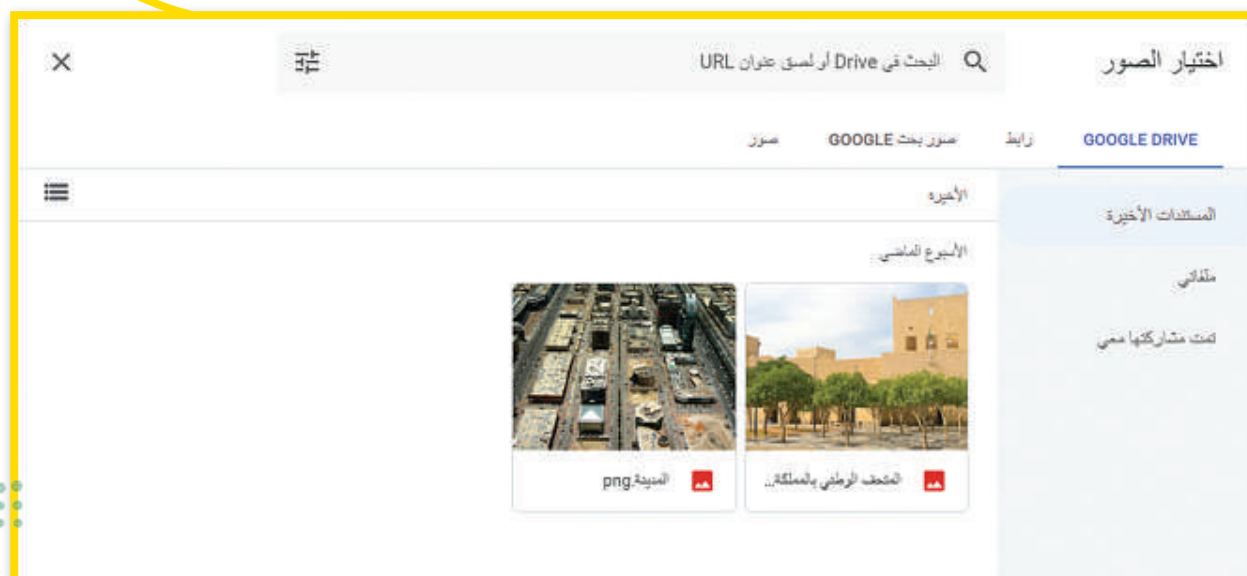 اختيار الصور
البحث في Drive أو لصق عنوان URL
GOOGLE DRIVE رابط صور بحث GOOGLE صور
المستندات الأخيرة
ملفاتي
تمت مشاركتها معي
الأخيرة
الأسبوع الماضي
المتحف الوطني بالمملكة...
المدينة.png